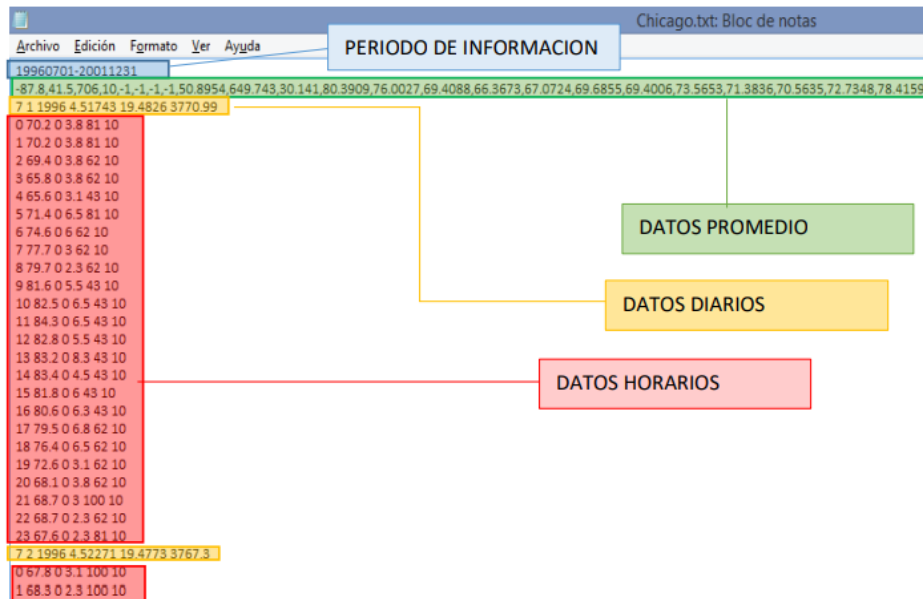 Chicago.txt: Bloc de notas
Archivo Edición Formato Ver Ayuda
PERIODO DE INFORMACION
19960701-20011231
-87.8,41.5,706,10,-1,-1,-1,-1,50.8954,649.743,30.141,80.3909,76.0027,69.4088,66.3673,67.0724,69.6855,69.4006,73.5653,71.3836,70.5635,72.7348,78.4159
7 1 1996 4.51743 19.4826 3770.99
0 70.2 0 3.8 81 10
1 70.2 0 3.8 81 10
2 69.4 0 3.8 62 10
3 65.8 0 3.8 62 10
4 65.6 0 3.1 43 10
5 71.4 0 6.5 81 10
6 74.6 0 6 62 10
7 77.7 0 3 62 10
8 79.7 0 2.3 62 10
9 81.6 0 5.5 43 10
10 82.5 0 6.5 43 10
11 84.3 0 6.5 43 10
12 82.8 0 5.5 43 10
13 83.2 0 8.3 43 10
14 83.4 0 4.5 43 10
15 81.8 0 6 43 10
16 80.6 0 6.3 43 10
17 79.5 0 6.8 62 10
18 76.4 0 6.5 62 10
19 72.6 0 3.1 62 10
20 68.1 0 3.8 62 10
21 68.7 0 3 100 10
22 68.7 0 2.3 62 10
23 67.6 0 2.3 81 10
7 2 1996 4.52271 19.4773 3767.3
0 67.8 0 3.1 100 10
1 68.3 0 2.3 100 10
DATOS PROMEDIO
DATOS DIARIOS
DATOS HORARIOS